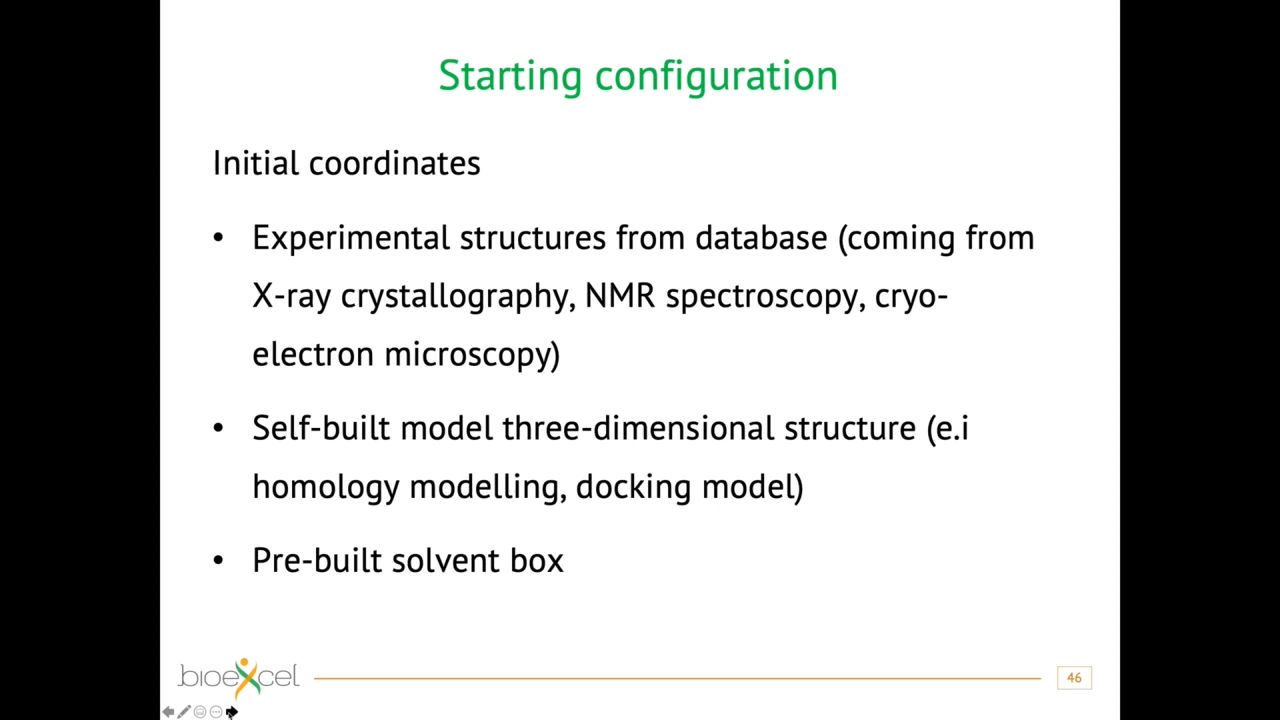 Starting configuration
Initial coordinates
• Experimental structures from database (coming from
X-ray crystallography, NMR spectroscopy, cryo-
electron microscopy)
• Self-built model three-dimensional structure (e.i
homology modelling, docking model)
• Pre-built solvent box
bioexcel
46